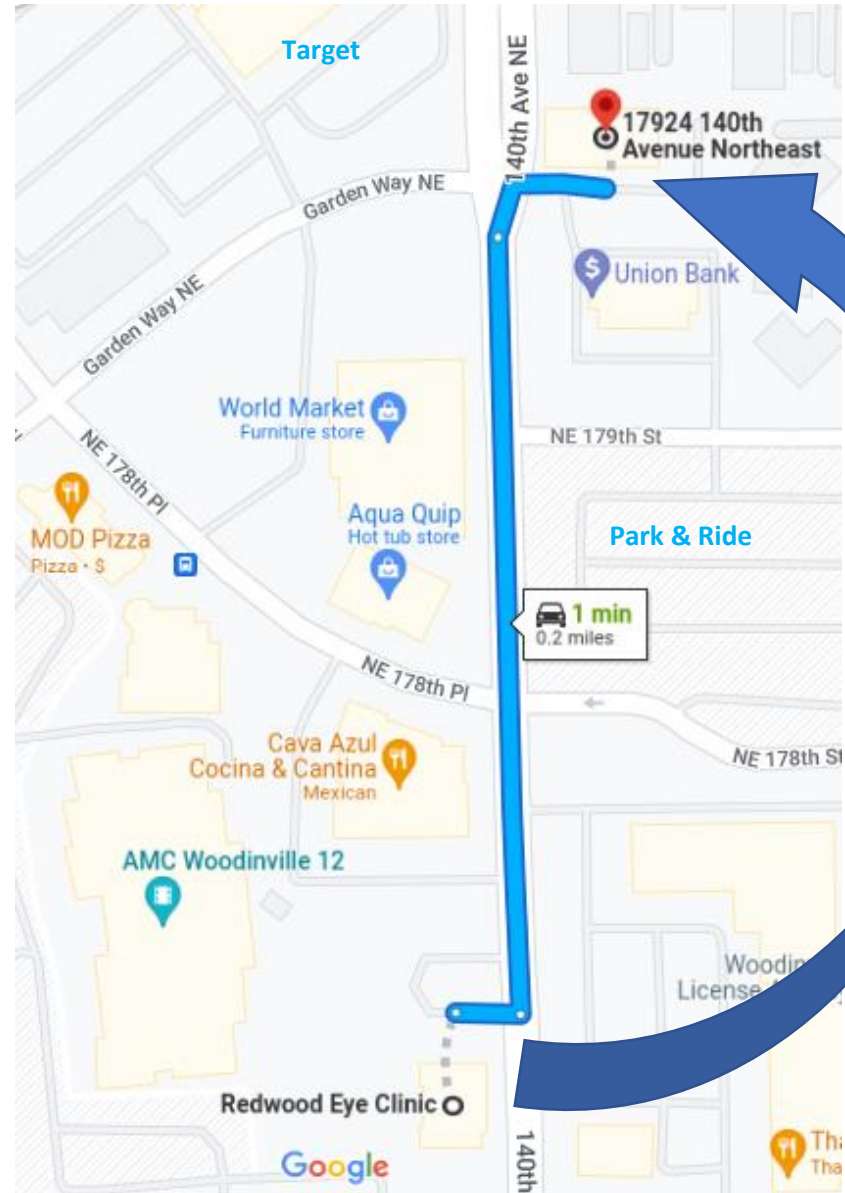 Target
140th Ave NE
17924 140th
Avenue Northeast
Garden Way NE
$
Union Bank
Garden Way NE
World Market
Furniture store
NE 179th St
NE 178th Pl
MOD Pizza
Pizza • $
Aqua Quip
Hot tub store
Park & Ride
1 min
0.2 miles
NE 178th Pl
NE 178th St
Cava Azul
Cocina & Cantina
Mexican
AMC Woodinville 12
License
Redwood Eye Clinic
140th
Google